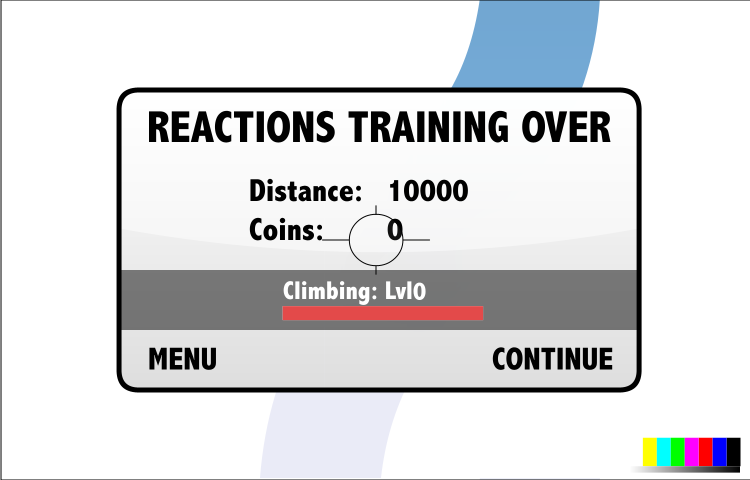 REACTIONS TRAINING OVER
Distance: 10000
Coins: 0
Climbing: Lvl0
MENU CONTINUE